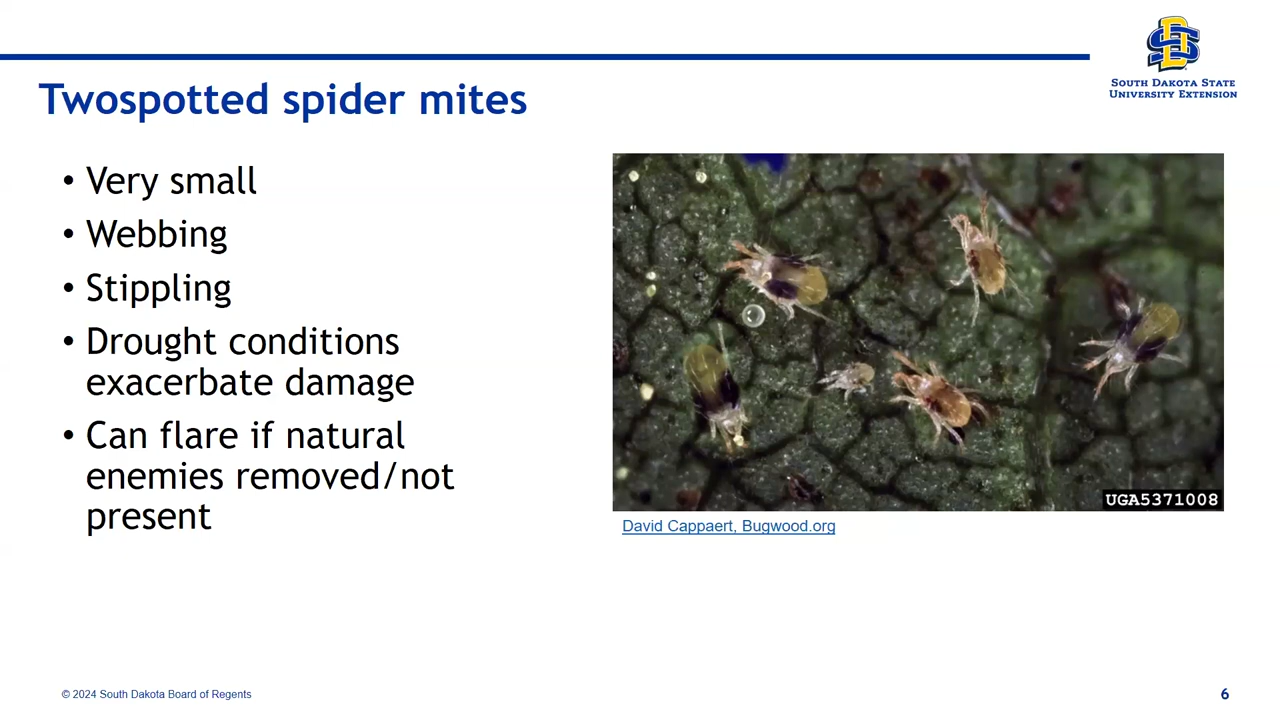 South Dakota State
University Extension
Twospotted spider mites
• Very small
• Webbing
• Stippling
• Drought conditions
exacerbate damage
• Can flare if natural
enemies removed/not
present
UGA5371008
David Cappaert, Bugwood.org
© 2024 South Dakota Board of Regents
6